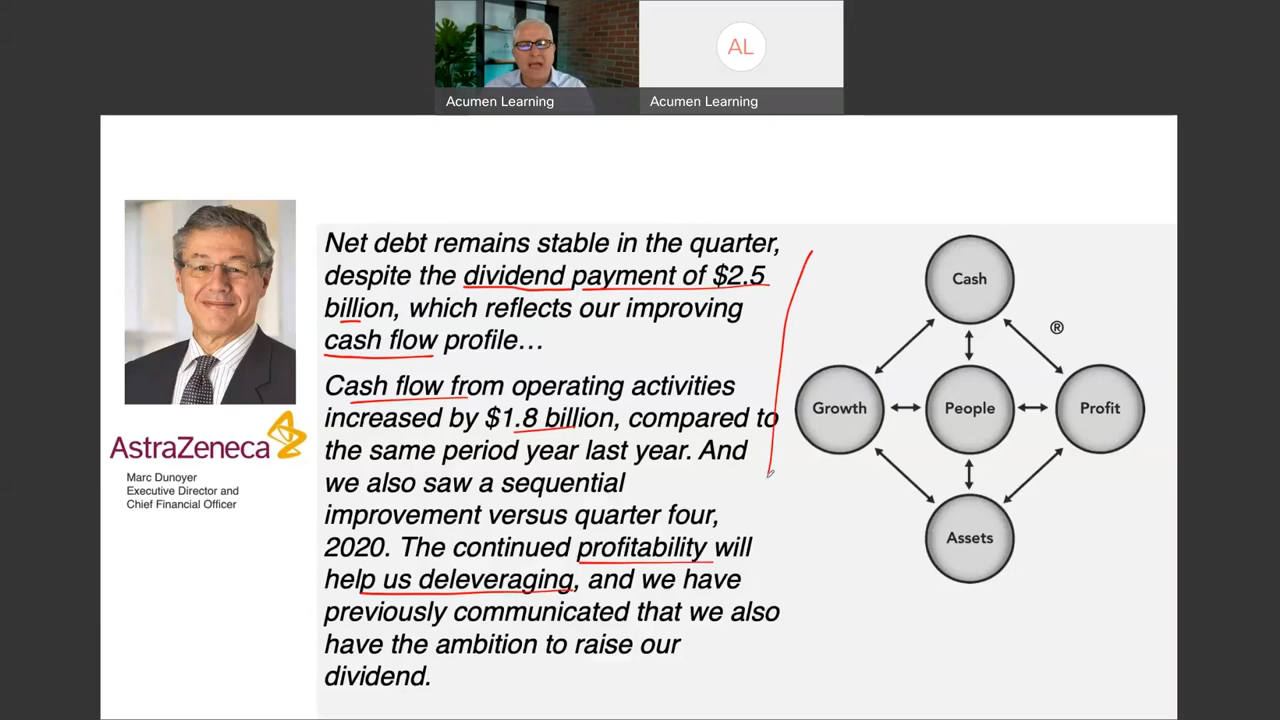 AL
Acumen Learning
Acumen Learning
Net debt remains stable in the quarter,
despite the dividend payment of $2.5
billion, which reflects our improving
cash flow profile…
Cash flow from operating activities
increased by $1.8 billion, compared to
the same period year last year. And
we also saw a sequential
improvement versus quarter four,
2020. The continued profitability will
help us deleveraging, and we have
previously communicated that we also
have the ambition to raise our
dividend.
AstraZeneca
Marc Dunoyer
Executive Director and
Chief Financial Officer
Cash
®
Growth
People
Profit
Assets